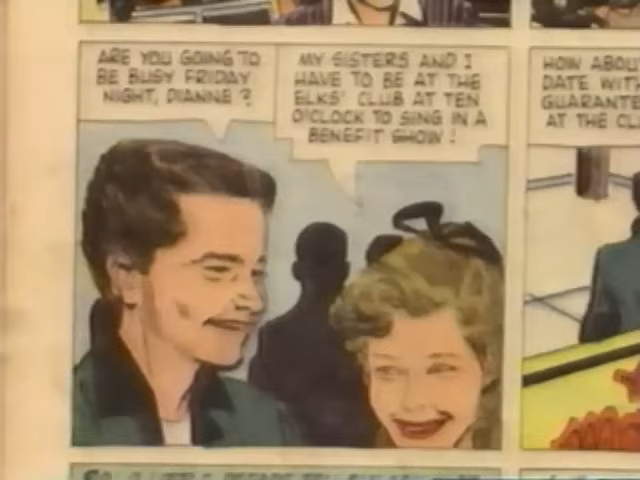 ARE YOU GOING TO
BE BUSY FRIDAY
NIGHT, DIANNE?
MY SISTERS AND I
HAVE TO BE AT THE
ELKS' CLUB AT TEN
O'CLOCK TO SING IN A
BENEFIT SHOW!
HOW ABOU
DATE WITH
GUARANTE
AT THE CL